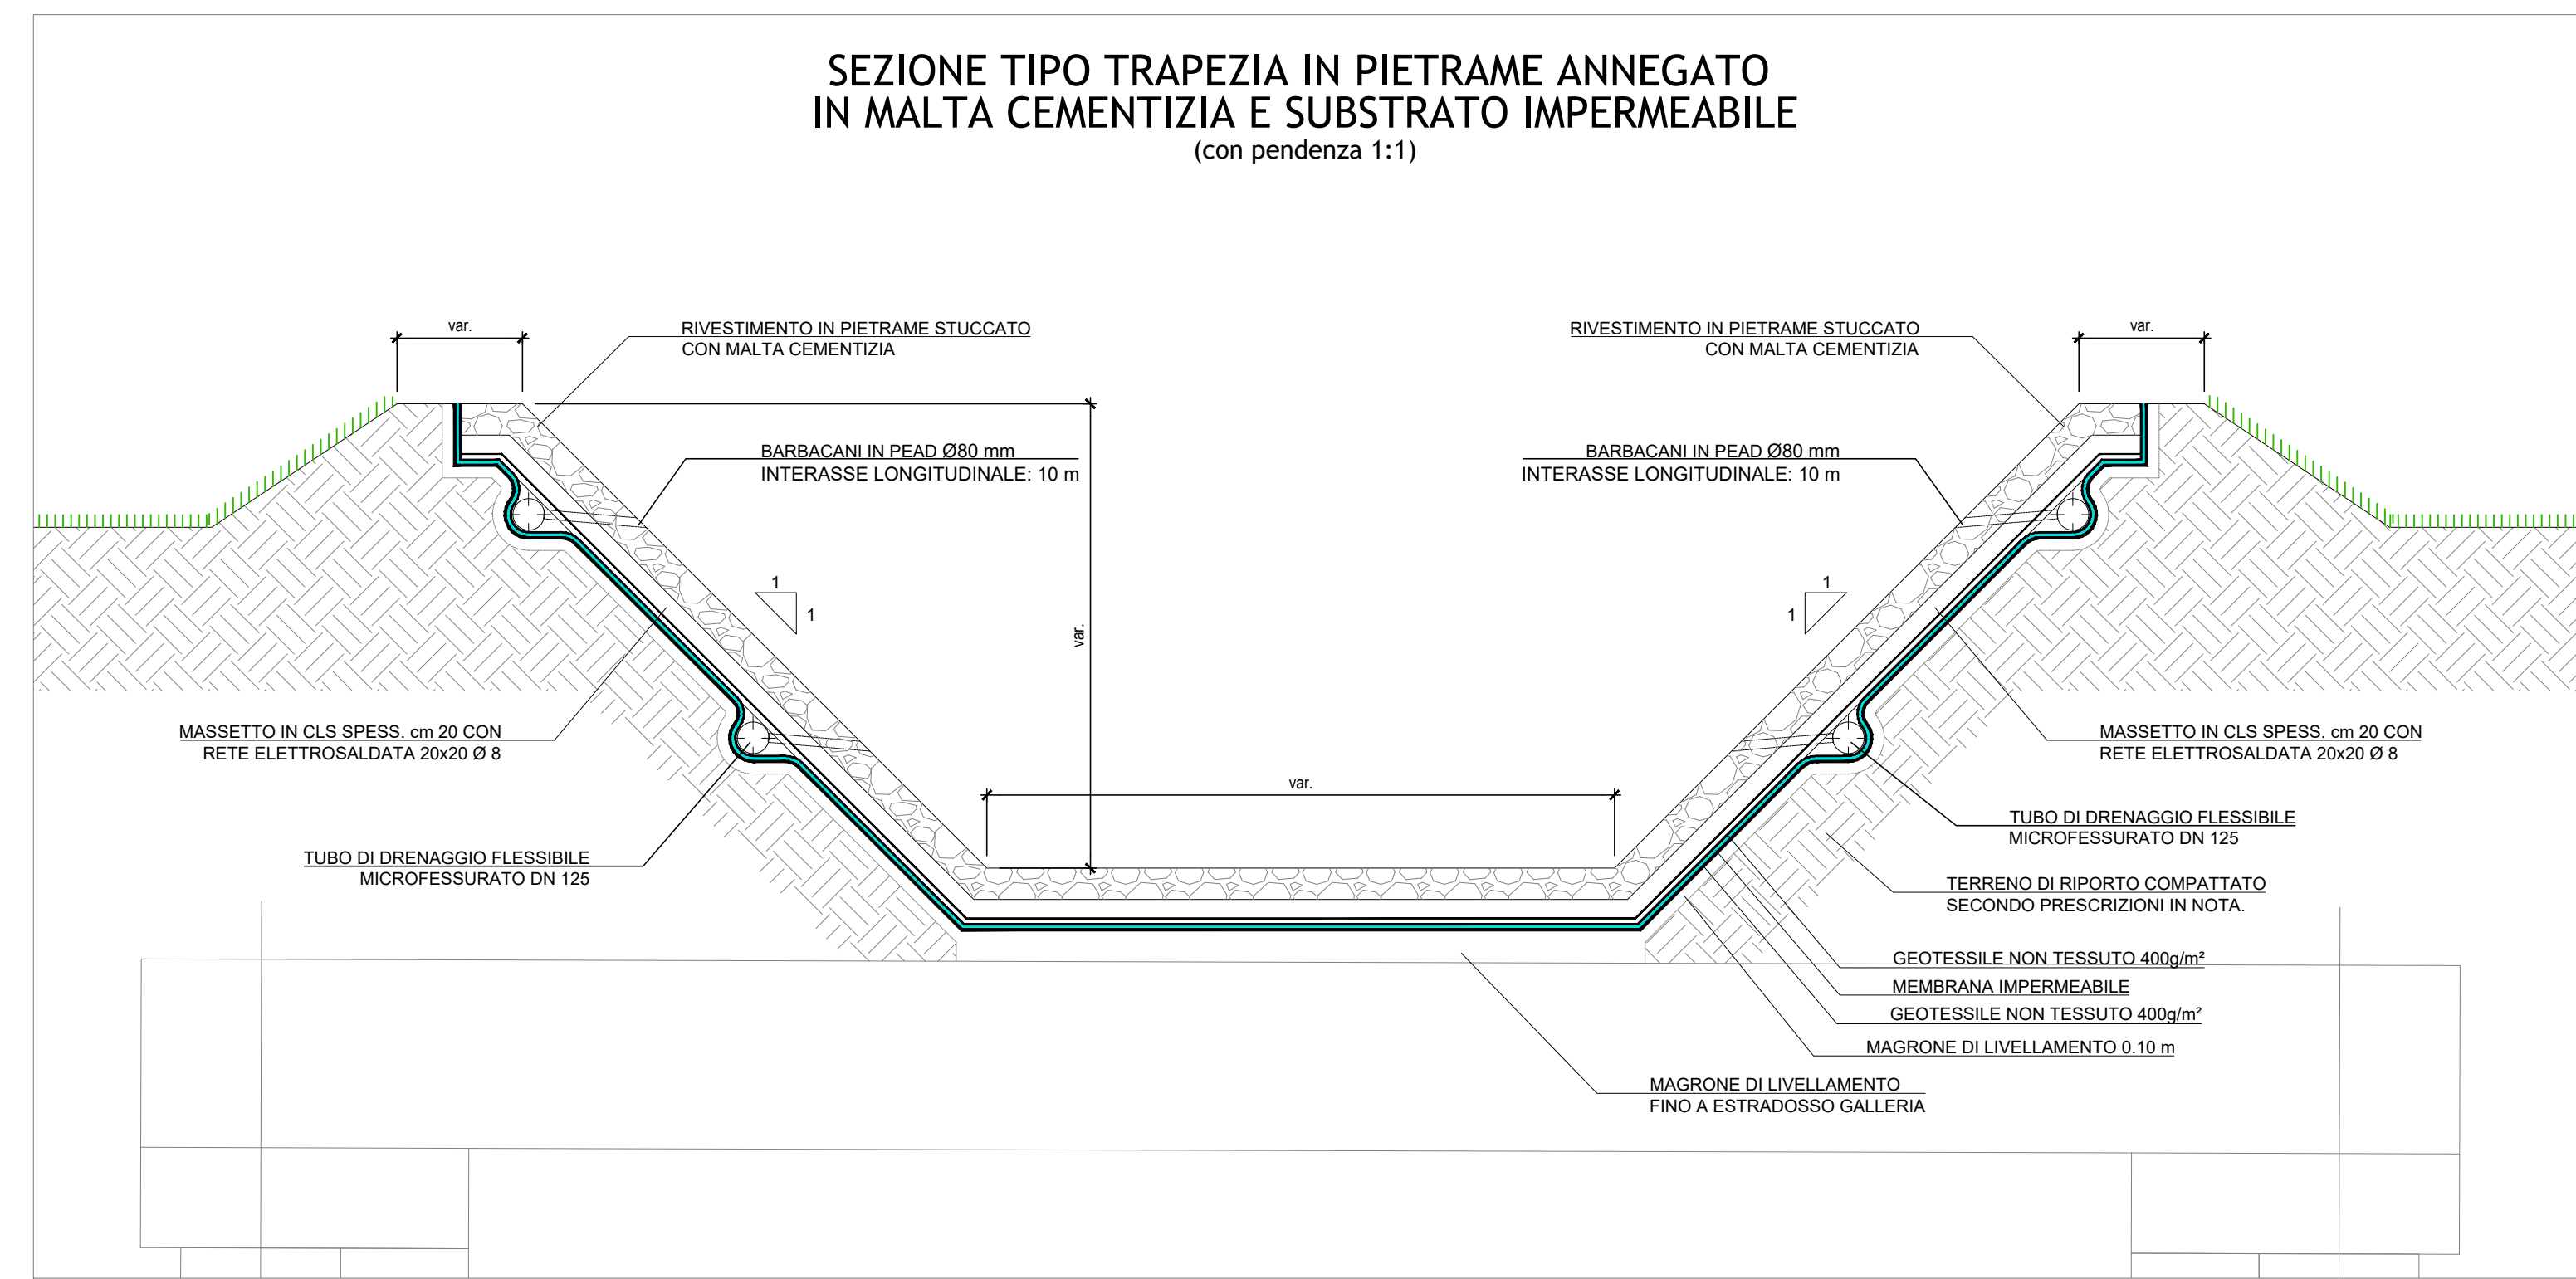 SEZIONE TIPO TRAPEZIA IN PIETRAME ANNEGATO
IN MALTA CEMENTIZIA E SUBSTRATO IMPERMEABILE
(con pendenza 1:1)
var.
RIVESTIMENTO IN PIETRAME STUCCATO
CON MALTA CEMENTIZIA
RIVESTIMENTO IN PIETRAME STUCCATO
CON MALTA CEMENTIZIA
var.
BARBACANI IN PEAD Ø80 mm
INTERASSE LONGITUDINALE: 10 m
BARBACANI IN PEAD Ø80 mm
INTERASSE LONGITUDINALE: 10 m
1
1
var.
1
1
MASSETTO IN CLS SPESS. cm 20 CON
RETE ELETTROSALDATA 20x20 Ø 8
MASSETTO IN CLS SPESS. cm 20 CON
RETE ELETTROSALDATA 20x20 Ø 8
var.
TUBO DI DRENAGGIO FLESSIBILE
MICROFESSURATO DN 125
TUBO DI DRENAGGIO FLESSIBILE
MICROFESSURATO DN 125
TERRENO DI RIPORTO COMPATTATO
SECONDO PRESCRIZIONI IN NOTA.
GEOTESSILE NON TESSUTO 400g/m²
MEMBRANA IMPERMEABILE
GEOTESSILE NON TESSUTO 400g/m²
MAGRONE DI LIVELLAMENTO 0.10 m
MAGRONE DI LIVELLAMENTO
FINO A ESTRADOSSO GALLERIA